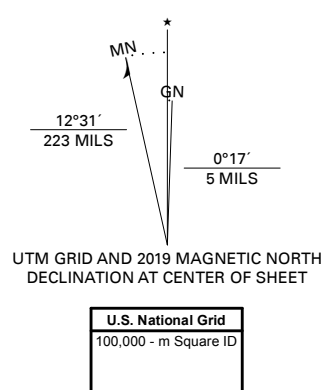 MN
GN
12°31´
223 MILS
0°17´
5 MILS
UTM GRID AND 2019 MAGNETIC NORTH
DECLINATION AT CENTER OF SHEET
U.S. National Grid
100,000 - m Square ID